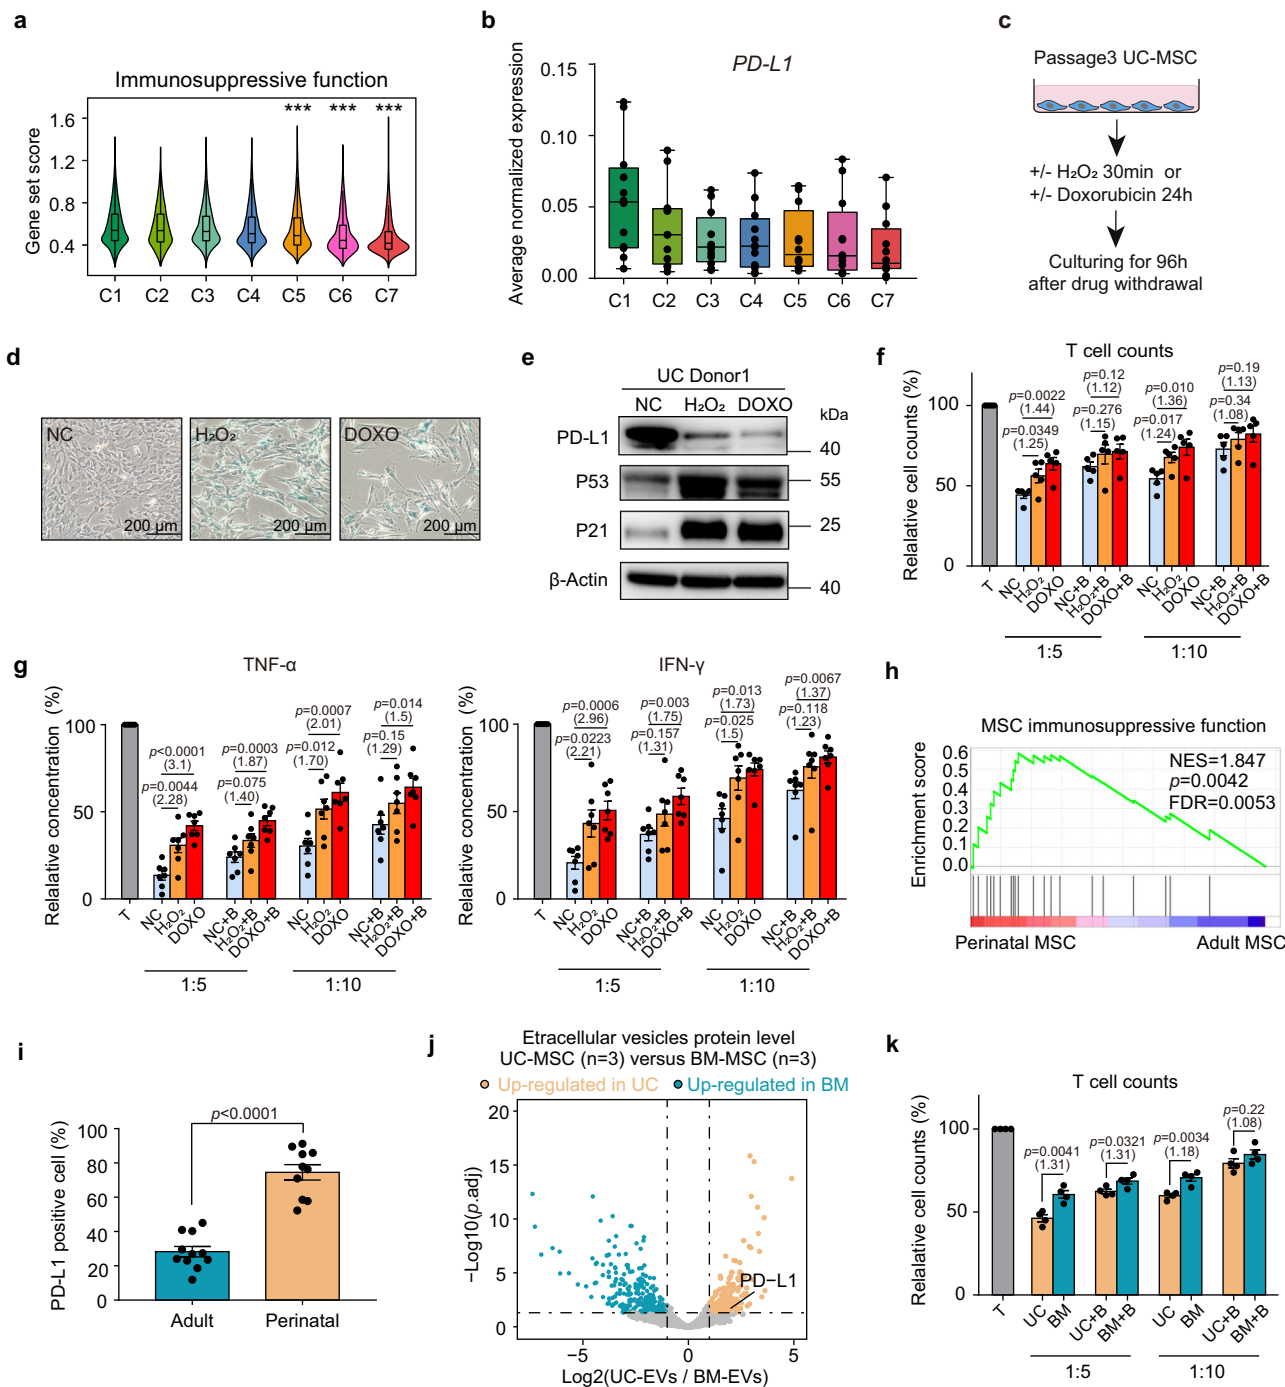 a
Immunosuppressive function
*** *** ***
Gene set score
1.6
1.2
0.8
0.4
C1 C2 C3 C4 C5 C6 C7
b
PD-L1
Average normalized expression
0.15
0.10
0.05
0.00
C1 C2 C3 C4 C5 C6 C7
c
Passage3 UC-MSC
+/- H₂O₂ 30min or
+/- Doxorubicin 24h
Culturing for 96h
after drug withdrawal
d
NC H₂O₂ DOXO
200 µm 200 µm 200 µm
e
UC Donor1
NC H₂O₂ DOXO
kDa
PD-L1 40
P53 55
P21 25
β-Actin 40
f
T cell counts
Relalative cell counts (%)
100
50
0
p=0.0022
(1.44)
p=0.0349
(1.25)
p=0.12
(1.12)
p=0.276
(1.15)
p=0.010
(1.36)
p=0.017
(1.24)
p=0.19
(1.13)
p=0.34
(1.08)
T NC H₂O₂ DOXO NC+B H₂O₂+B DOXO+B NC H₂O₂ DOXO NC+B H₂O₂+B DOXO+B
1:5 1:10
g
TNF-α
Relalative concentration (%)
100
50
0
p<0.0001
(3.1)
p=0.0044
(2.28)
p=0.0003
(1.87)
p=0.075
(1.40)
p=0.0007
(2.01)
p=0.012
(1.70)
p=0.014
(1.5)
p=0.15
(1.29)
T NC H₂O₂ DOXO NC+B H₂O₂+B DOXO+B NC H₂O₂ DOXO NC+B H₂O₂+B DOXO+B
1:5 1:10
IFN-γ
Relalative concentration (%)
100
50
0
p=0.0006
(2.96)
p=0.0223
(2.21)
p=0.003
(1.75)
p=0.157
(1.31)
p=0.013
(1.73)
p=0.025
(1.5)
p=0.0067
(1.37)
p=0.118
(1.23)
T NC H₂O₂ DOXO NC+B H₂O₂+B DOXO+B NC H₂O₂ DOXO NC+B H₂O₂+B DOXO+B
1:5 1:10
h
MSC immunosuppressive function
Enrichment score
0.6
0.5
0.4
0.3
0.2
0.1
0.0
NES=1.847
p=0.0042
FDR=0.0053
Perinatal MSC Adult MSC
i
PD-L1 positive cell (%)
100
80
60
40
20
0
p<0.0001
Adult Perinatal
j
Etracellular vesicles protein level
UC-MSC (n=3) versus BM-MSC (n=3)
Up-regulated in UC Up-regulated in BM
−Log10(p.adj)
20
15
10
5
0
PD−L1
−5 0 5
Log2(UC-EVs / BM-EVs)
k
T cell counts
Relalative cell counts (%)
100
50
0
p=0.0041
(1.31)
p=0.0321
(1.31)
p=0.0034
(1.18)
p=0.22
(1.08)
T UC BM UC+B BM+B UC BM UC+B BM+B
1:5 1:10